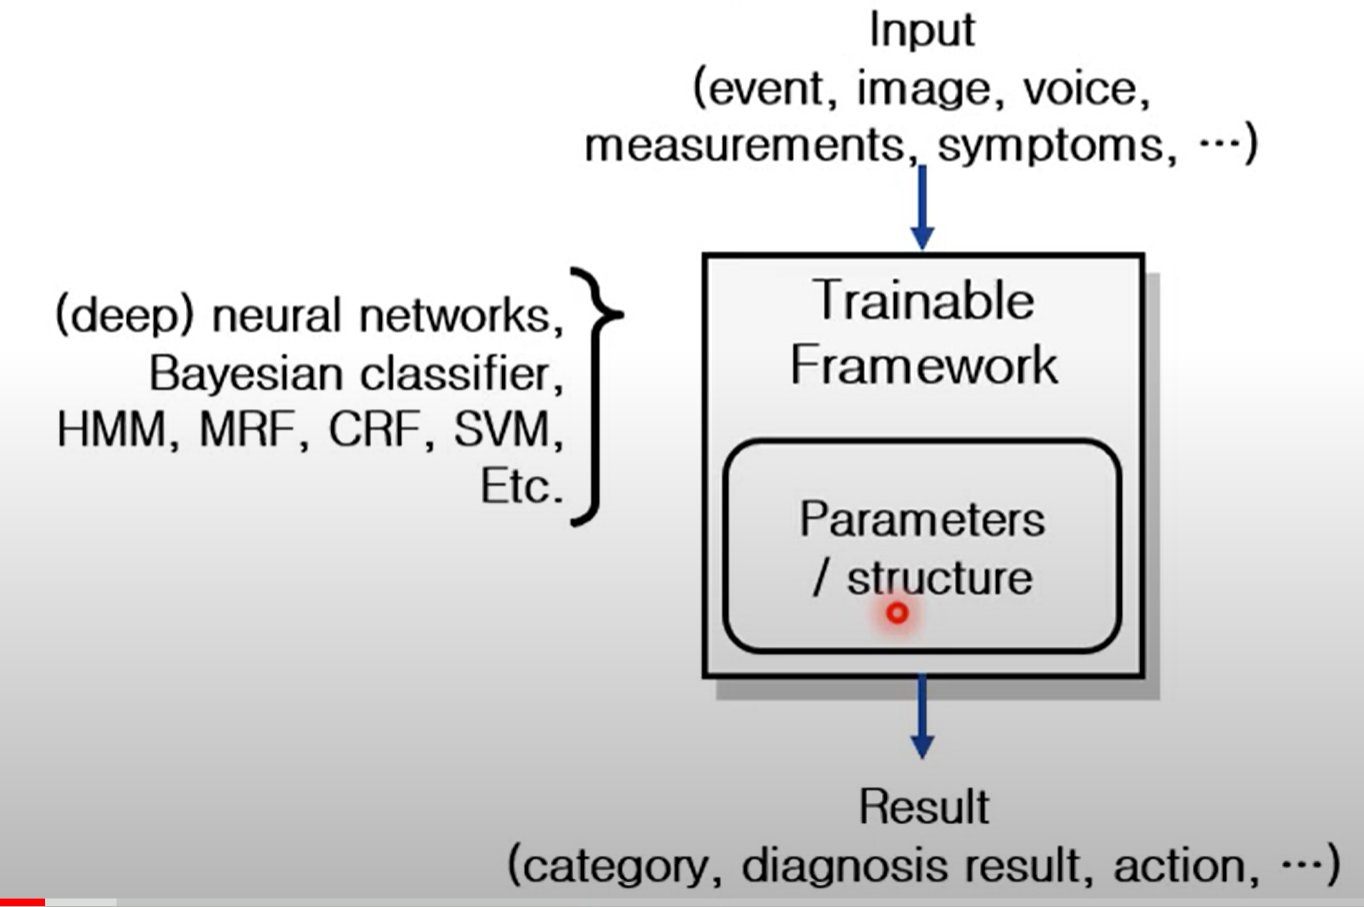 Input
(event, image, voice,
measurements, symptoms, ⋯)
(deep) neural networks,
Bayesian classifier,
HMM, MRF, CRF, SVM,
Etc.
Trainable
Framework
Parameters
/ structure
Result
(category, diagnosis result, action, ⋯)